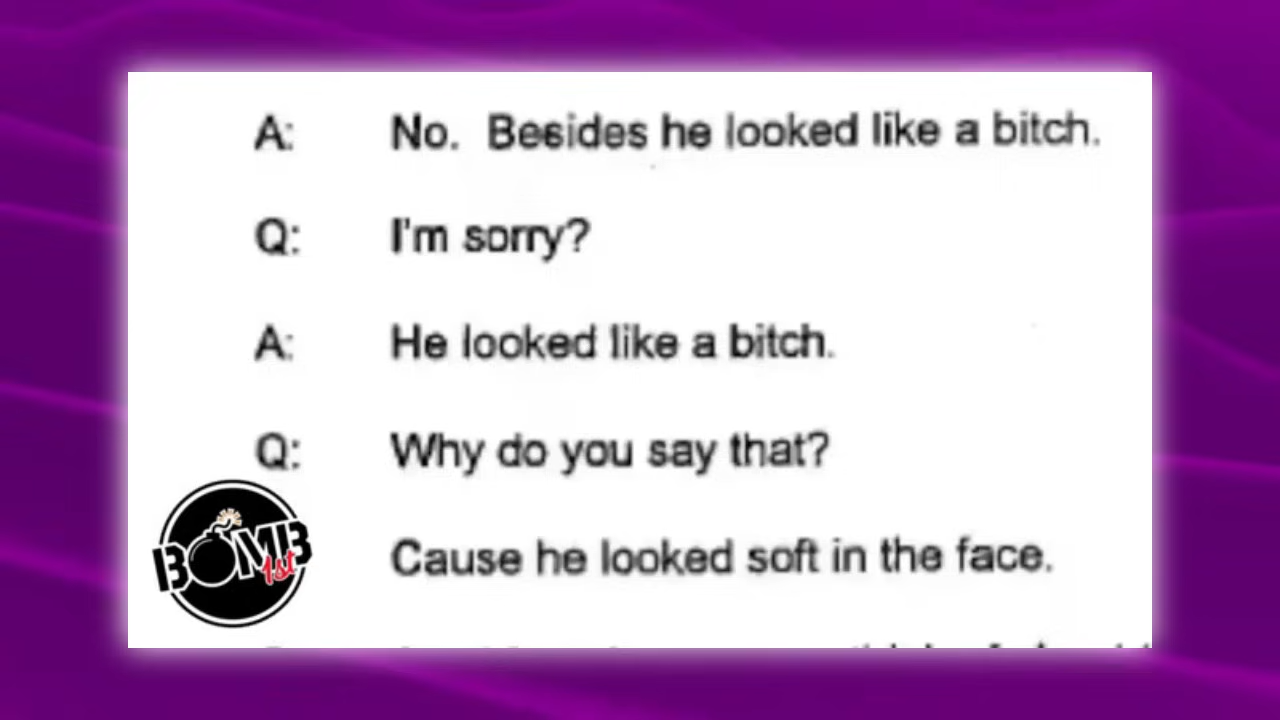 A: No. Besides he looked like a bitch.
Q: I'm sorry?
A: He looked like a bitch.
Q: Why do you say that?
Cause he looked soft in the face.
BOMB
1st